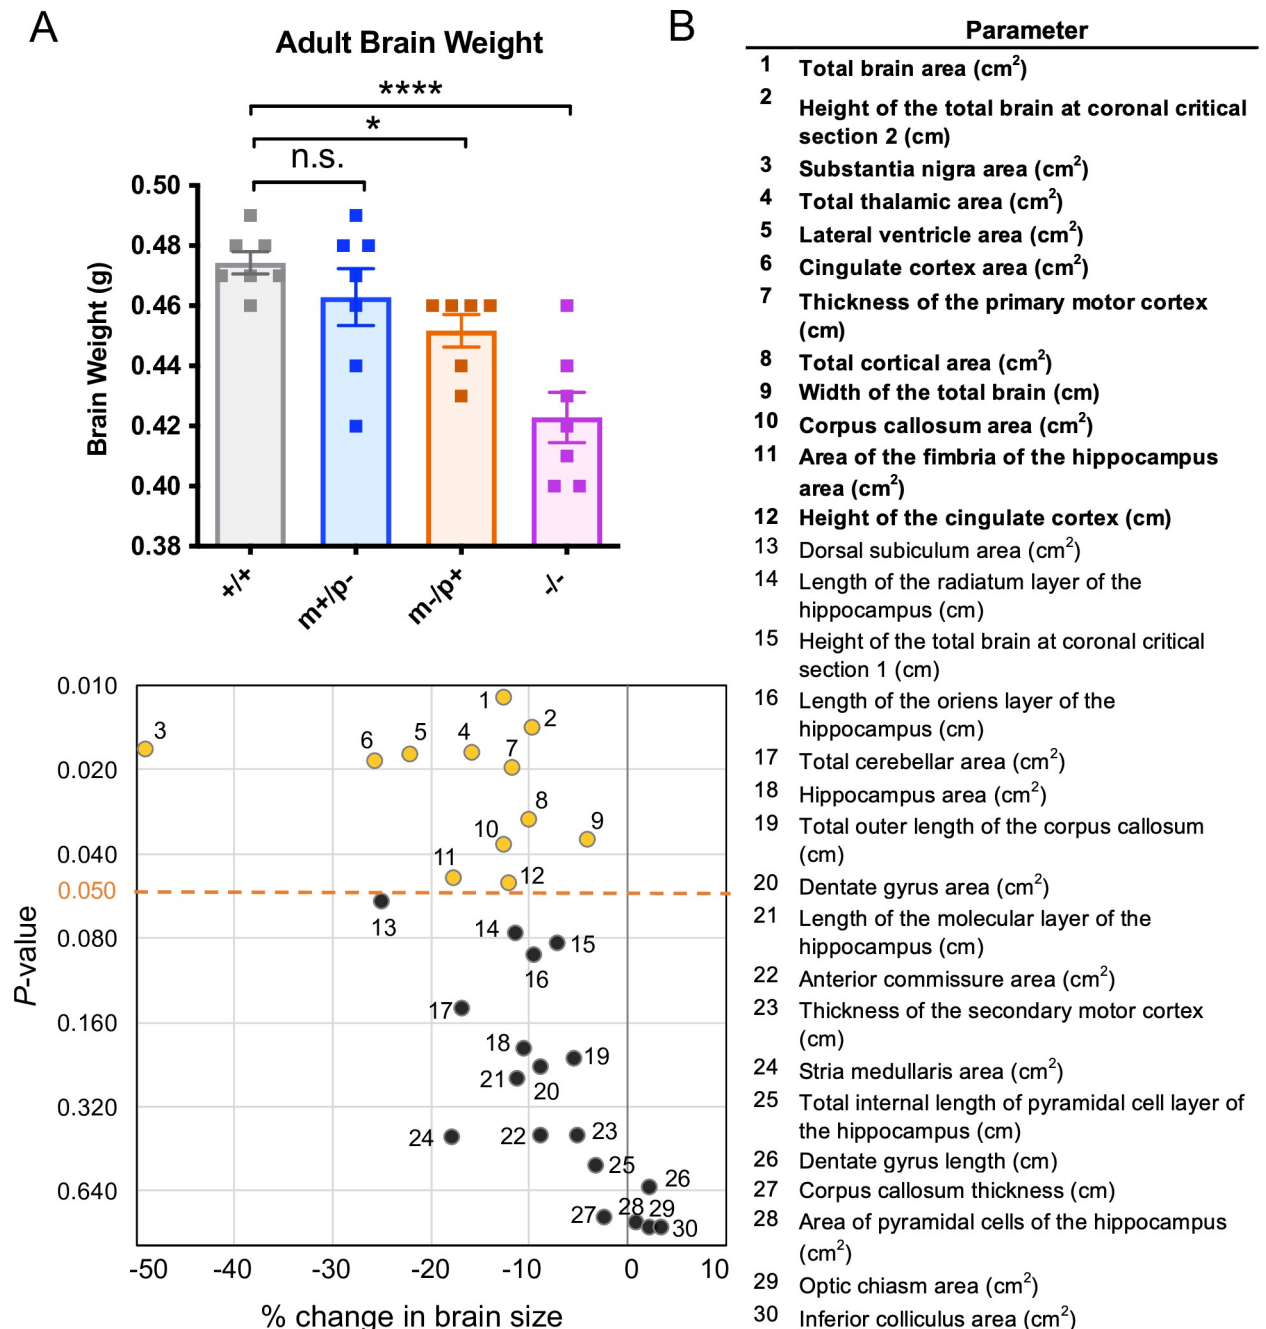 A
Adult Brain Weight
****
*
n.s.
0.50
0.48
0.46
0.44
0.42
0.40
0.38
Brain Weight (g)
+/+
m+/p-
m-/p+
-/-
B
Parameter
1 Total brain area (cm²)
2 Height of the total brain at coronal critical
section 2 (cm)
3 Substantia nigra area (cm²)
4 Total thalamic area (cm²)
5 Lateral ventricle area (cm²)
6 Cingulate cortex area (cm²)
7 Thickness of the primary motor cortex
(cm)
8 Total cortical area (cm²)
9 Width of the total brain (cm)
10 Corpus callosum area (cm²)
11 Area of the fimbria of the hippocampus
area (cm²)
12 Height of the cingulate cortex (cm)
13 Dorsal subiculum area (cm²)
14 Length of the radiatum layer of the
hippocampus (cm)
15 Height of the total brain at coronal critical
section 1 (cm)
16 Length of the oriens layer of the
hippocampus (cm)
17 Total cerebellar area (cm²)
18 Hippocampus area (cm²)
19 Total outer length of the corpus callosum
(cm)
20 Dentate gyrus area (cm²)
21 Length of the molecular layer of the
hippocampus (cm)
22 Anterior commissure area (cm²)
23 Thickness of the secondary motor cortex
(cm)
24 Stria medullaris area (cm²)
25 Total internal length of pyramidal cell layer of
the hippocampus (cm)
26 Dentate gyrus length (cm)
27 Corpus callosum thickness (cm)
28 Area of pyramidal cells of the hippocampus
(cm²)
29 Optic chiasm area (cm²)
30 Inferior colliculus area (cm²)
P-value
0.010
0.020
0.040
0.050
0.080
0.160
0.320
0.640
1
2
3
4
5
6
7
8
9
10
11
12
13
14
15
16
17
18
19
20
21
22
23
24
25
26
27
28
29
30
-50 -40 -30 -20 -10 0 10
% change in brain size